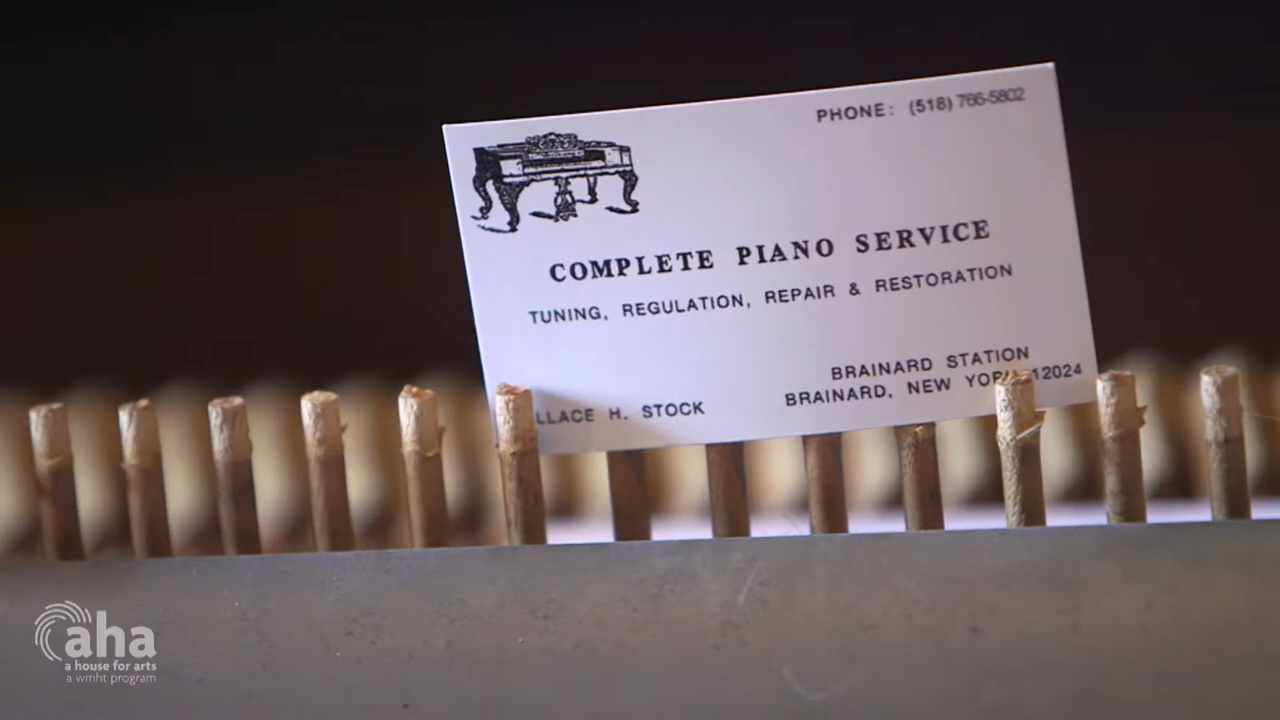 PHONE: (518) 766-5802
COMPLETE PIANO SERVICE
TUNING, REGULATION, REPAIR & RESTORATION
BRAINARD STATION
BRAINARD, NEW YORK 12024
LLACE H. STOCK
aha
a house for arts
a wmht program